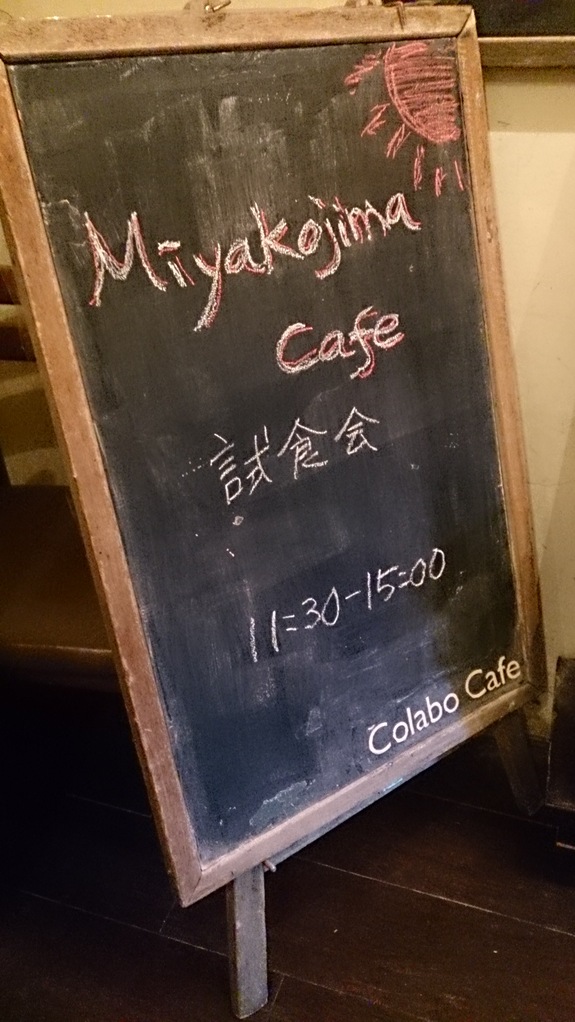 Miyakojima
Cafe
試食会
11:30-15:00
Colabo Cafe